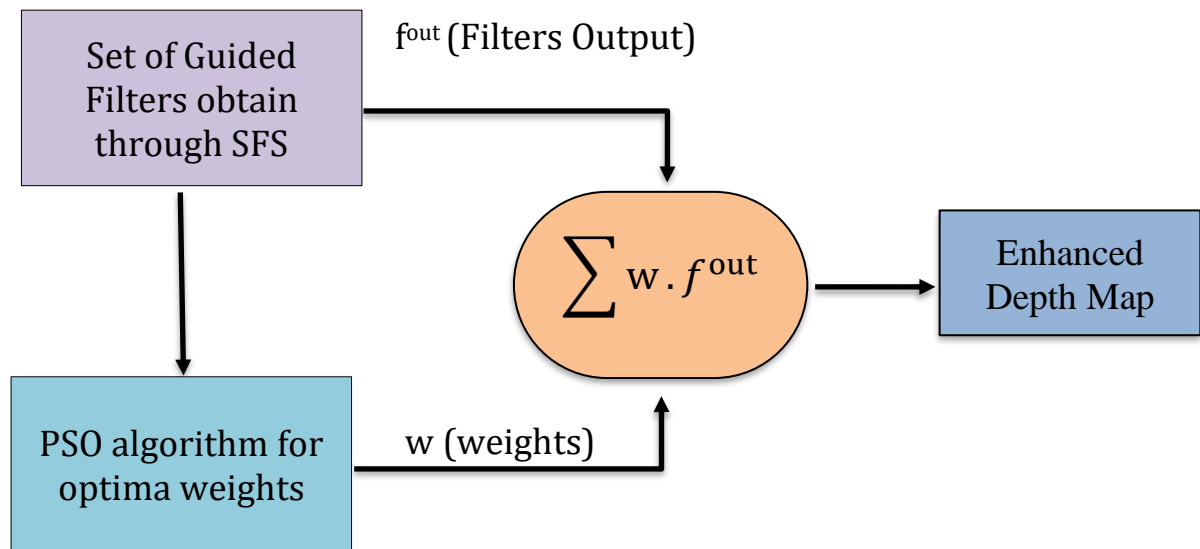 Set of Guided
Filters obtain
through SFS
fᵒᵘᵗ (Filters Output)
∑ w . fᵒᵘᵗ
Enhanced
Depth Map
PSO algorithm for
optima weights
w (weights)